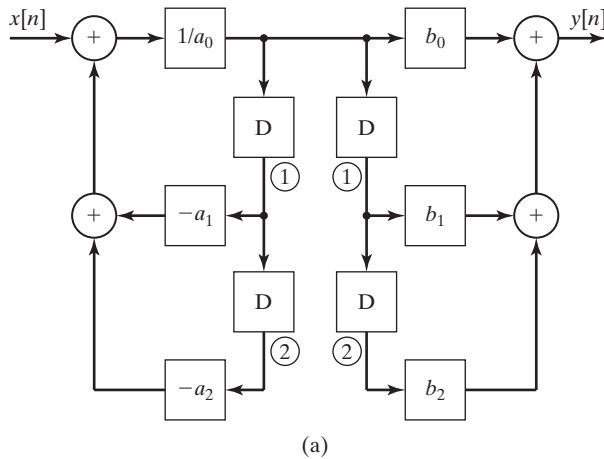 x[n] + 1/a₀ b₀ + y[n]
D D
① ①
+ −a₁ b₁ +
D D
② ②
−a₂ b₂
(a)